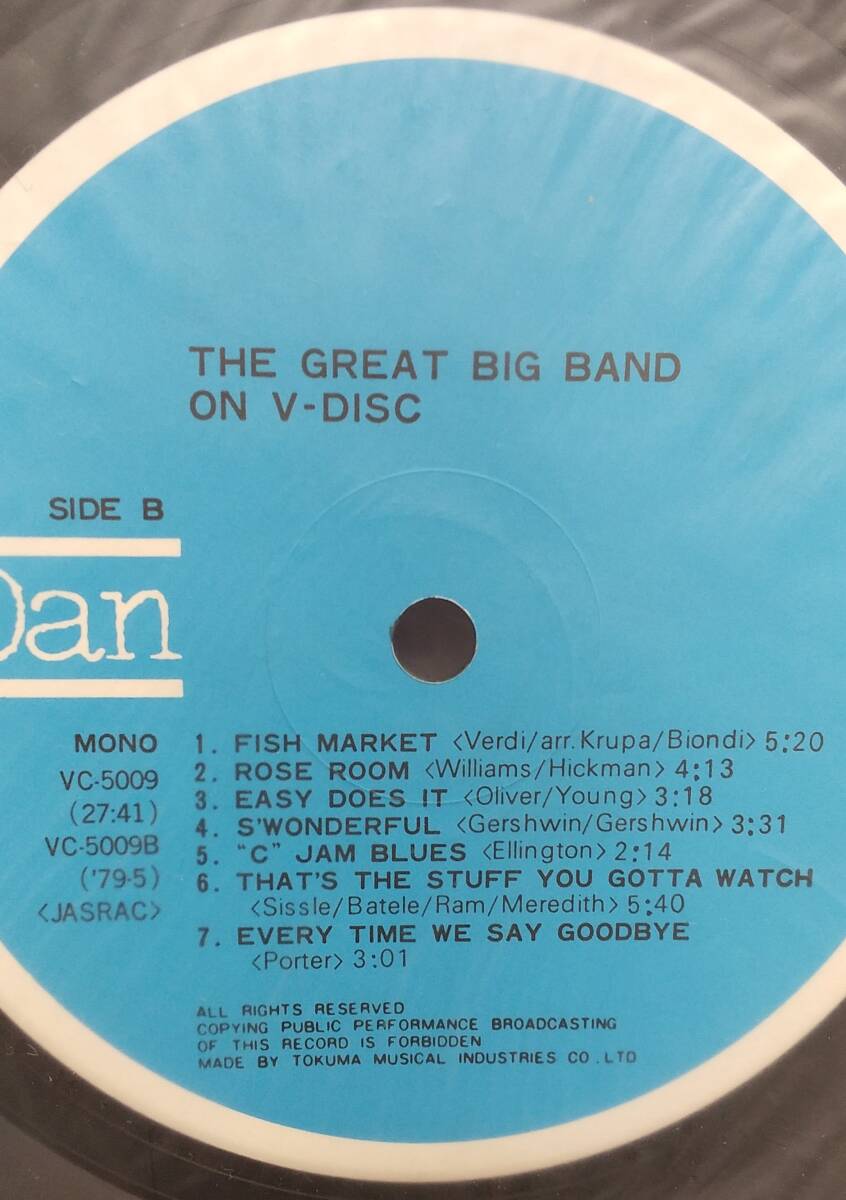 THE GREAT BIG BAND
ON V-DISC
SIDE B
Dan
MONO
VC-5009
(27:41)
VC-5009B
('79·5)
<JASRAC>
1. FISH MARKET <Verdi/arr.Krupa/Biondi> 5:20
2. ROSE ROOM <Williams/Hickman> 4:13
3. EASY DOES IT <Oliver/Young> 3:18
4. S'WONDERFUL <Gershwin/Gershwin> 3:31
5. "C" JAM BLUES <Ellington> 2:14
6. THAT'S THE STUFF YOU GOTTA WATCH
<Sissle/Batele/Ram/Meredith> 5:40
7. EVERY TIME WE SAY GOODBYE
<Porter> 3:01
ALL RIGHTS RESERVED
COPYING PUBLIC PERFORMANCE BROADCASTING
OF THIS RECORD IS FORBIDDEN
MADE BY TOKUMA MUSICAL INDUSTRIES CO.LTD